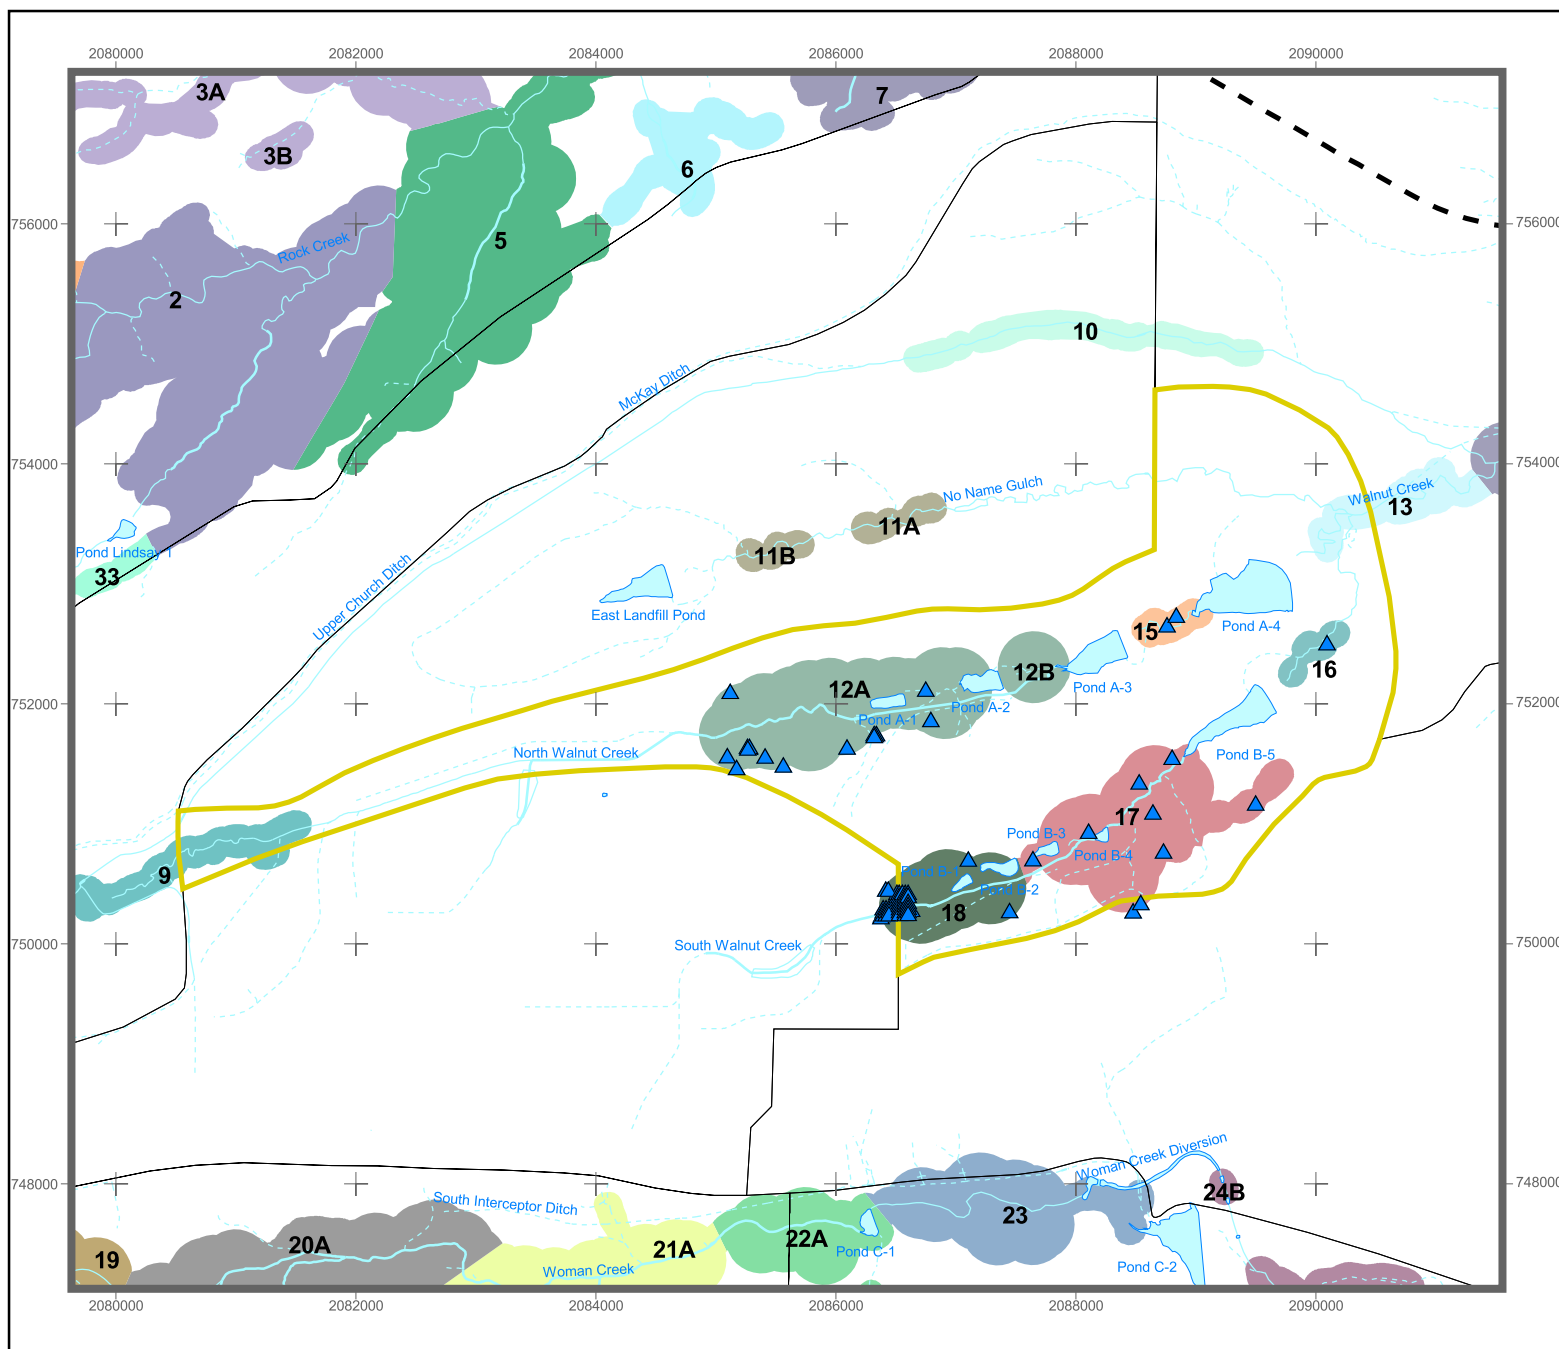 2080000 2082000 2084000 2086000 2088000 2090000
3A
7
3B
6
756000 756000
5
Rock Creek
2
10
McKay Ditch
754000 754000
No Name Gulch
Walnut Creek
13
11A
Pond Lindsay 1
11B
33
Upper Church Ditch
East Landfill Pond
15
Pond A-4
16
12B
12A
Pond A-3
752000 752000
Pond A-2
Pond A-1
North Walnut Creek
Pond B-5
17
Pond B-3
Pond B-4
9
Pond B-1
Pond B-2
18
750000 750000
South Walnut Creek
Woman Creek Diversion
748000 748000
24B
South Interceptor Ditch
23
22A
20A
21A
Pond C-1
19
Pond C-2
Woman Creek
2080000 2082000 2084000 2086000 2088000 2090000